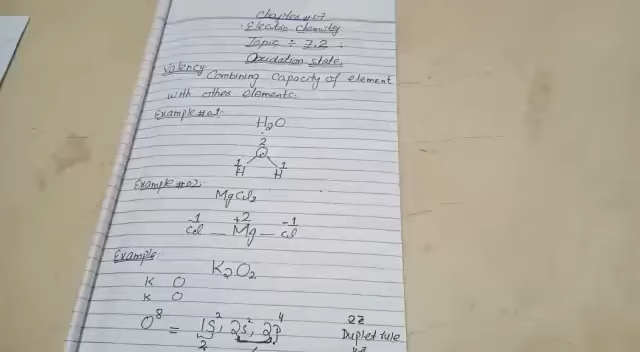 Chapter #07
Electro Chemistry
Topic ÷ 7.2 :
Oxidation state
Valency: Combining Capacity of element
with other elements.
Example #01:
H2O
2
O
1 1
H H
Example #02:
MgCl2
-1 +2 -1
Cl — Mg — Cl
Example:
K2O2
K O
K O
O8 = 1S2, 2s2, 2p4
2
Duplet rule